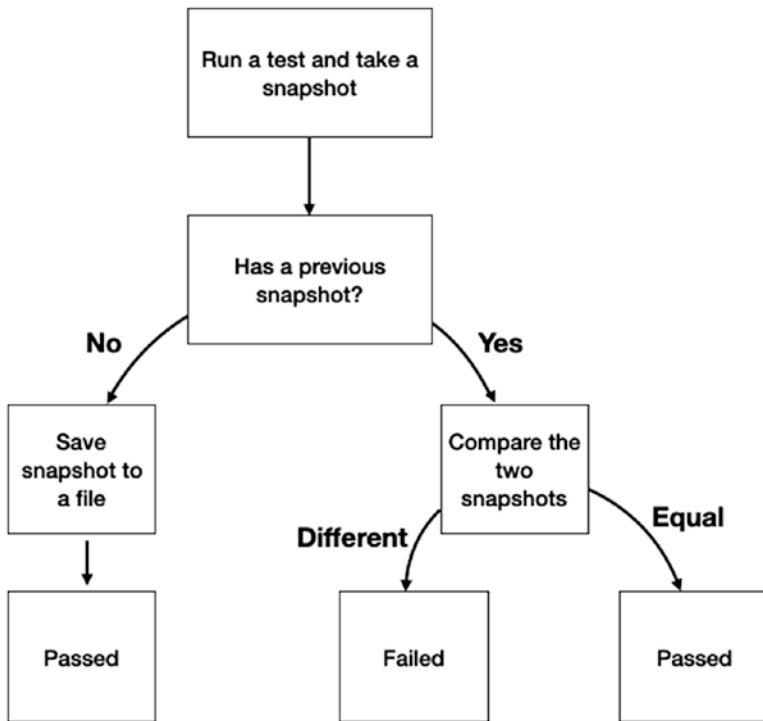 Run a test and take a
snapshot
Has a previous
snapshot?
No
Yes
Save
snapshot to
a file
Compare the
two
snapshots
Different
Equal
Passed
Failed
Passed